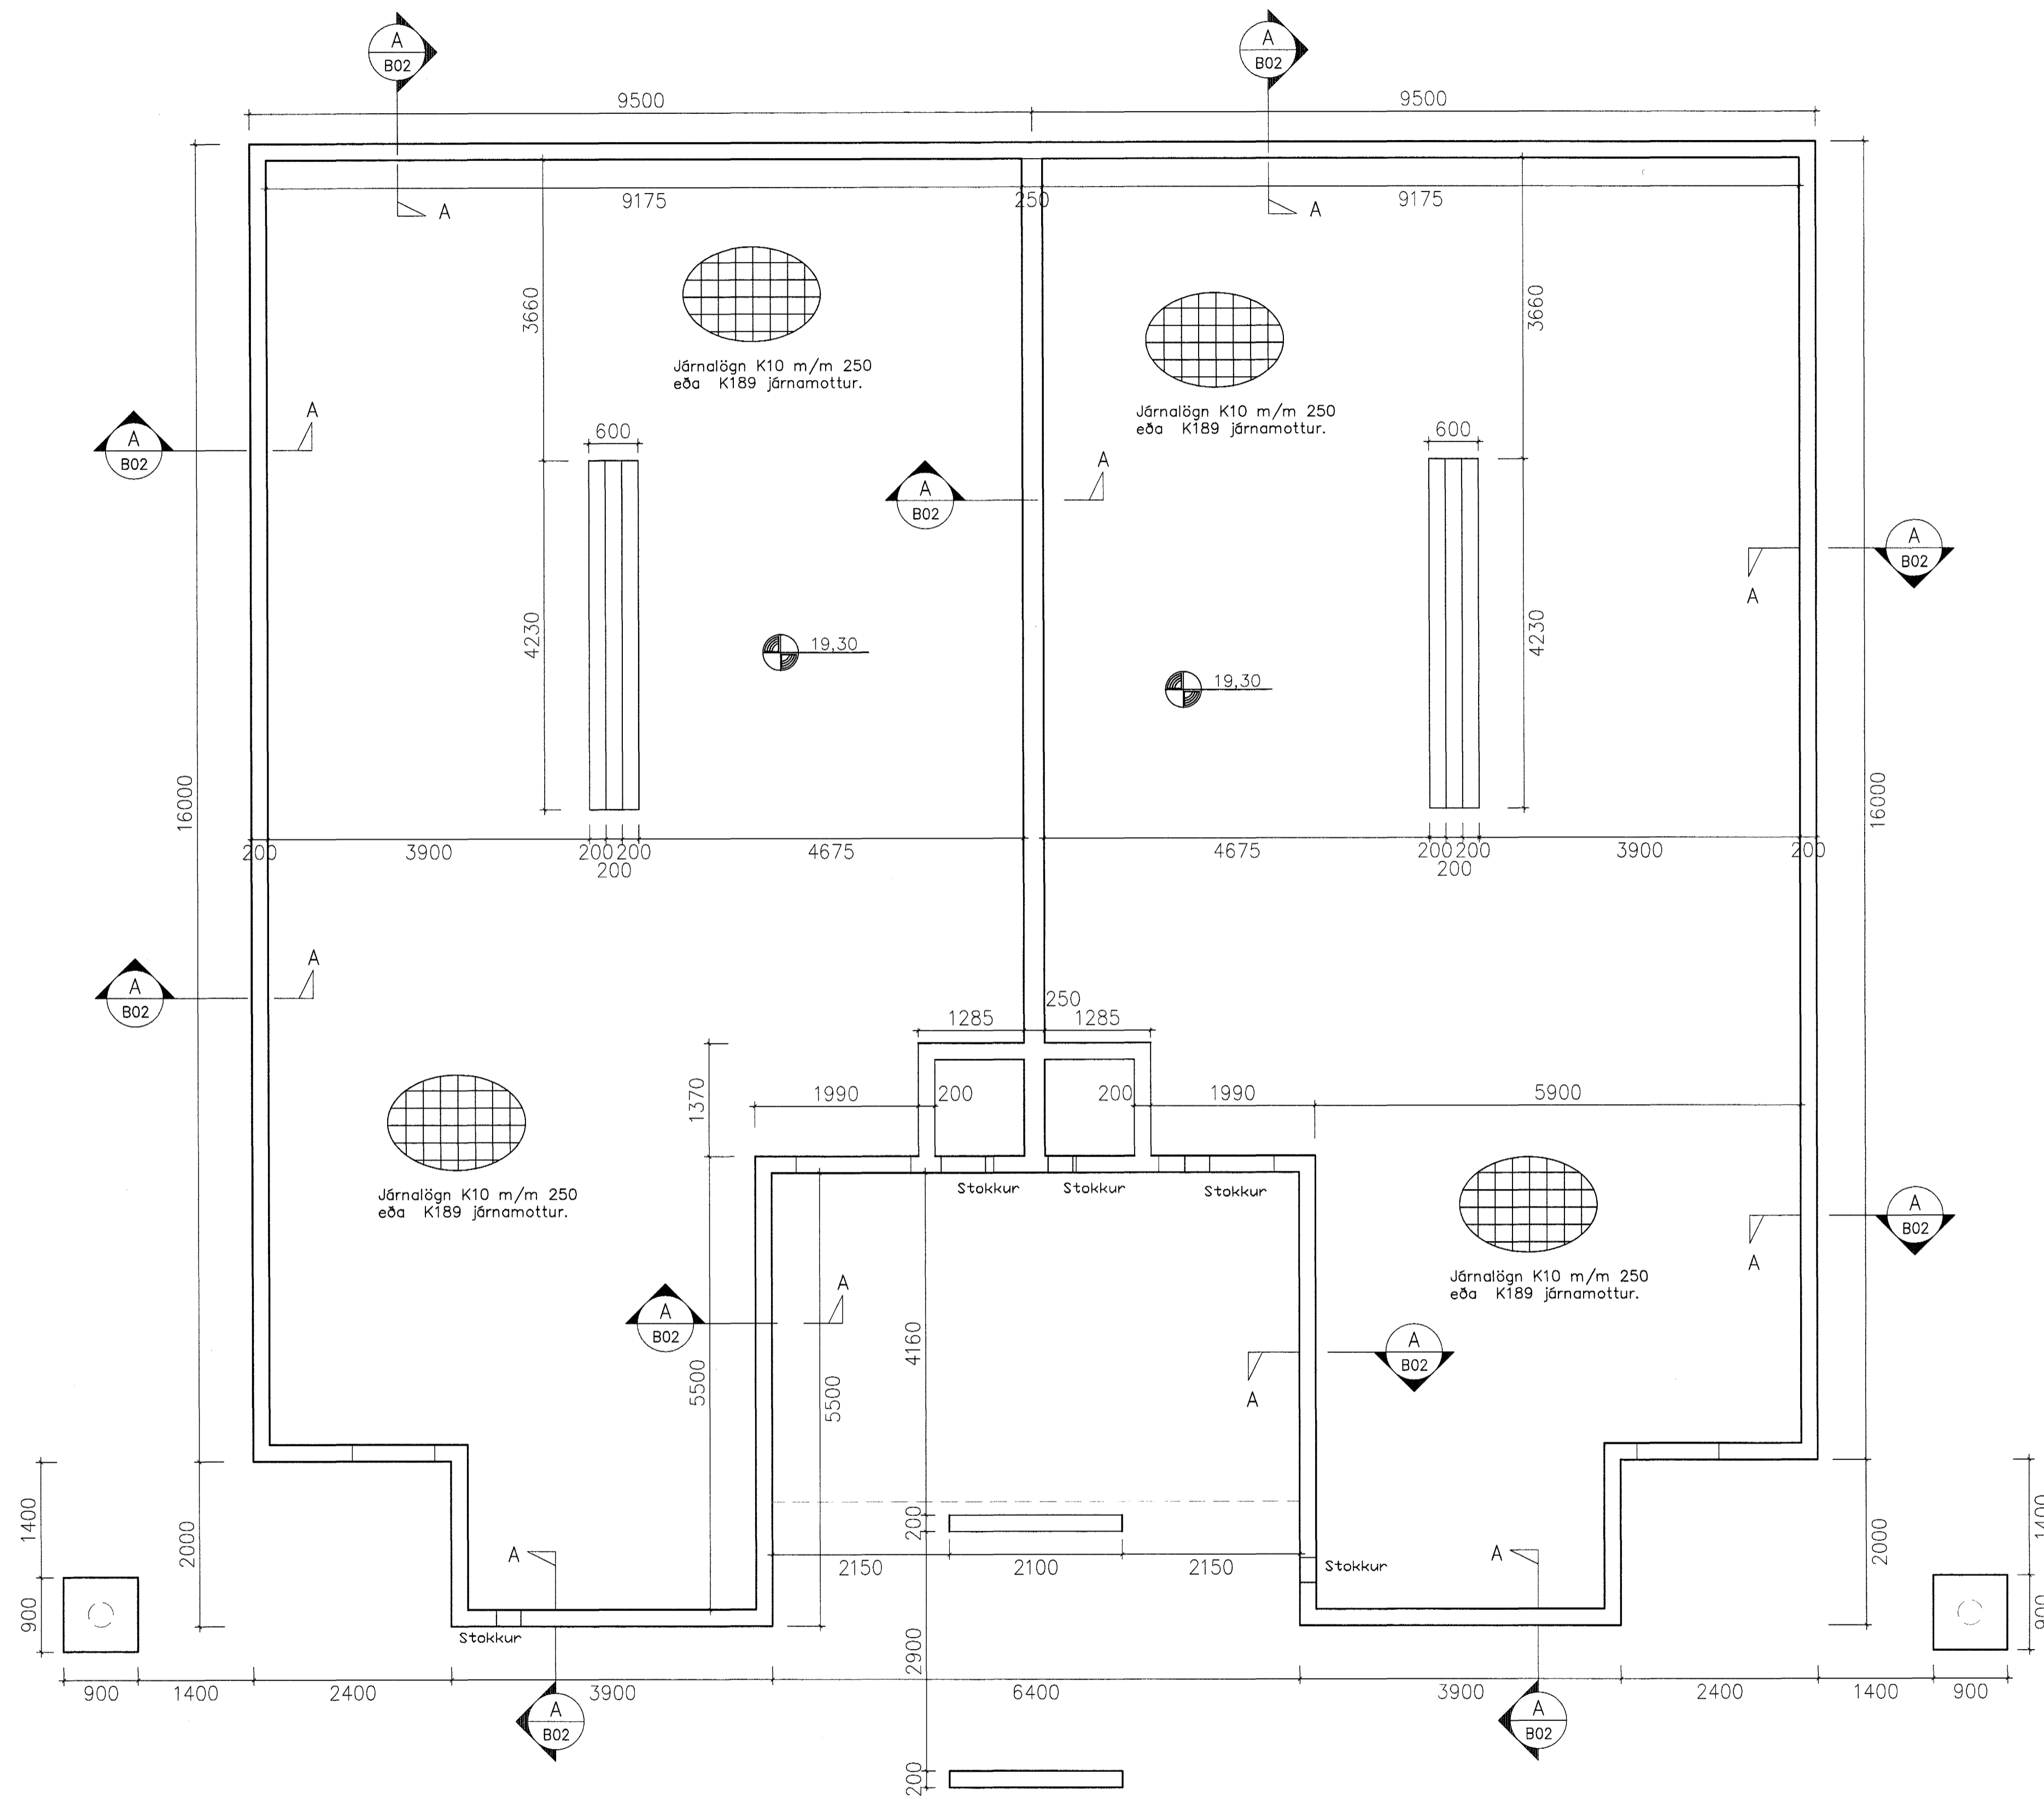 A
B02
A
B02
9500
9500
9175
250
9175
A
A
3660
3660
Járnalögn K10 m/m 250
eða K189 járnamottur.
Járnalögn K10 m/m 250
eða K189 járnamottur.
A
B02
A
600
600
A
B02
A
A
B02
A
4230
4230
19,30
19,30
16000
16000
200
3900
200
200
200
4675
4675
200
200
200
3900
200
A
B02
A
250
1285
1285
1370
1990
200
200
1990
5900
Stokkur
Stokkur
Stokkur
Járnalögn K10 m/m 250
eða K189 járnamottur.
A
B02
A
Járnalögn K10 m/m 250
eða K189 járnamottur.
A
B02
A
4160
A
B02
A
5500
5500
1400
2000
900
200
2150
2100
2150
A
A
Stokkur
Stokkur
1400
2000
900
2900
900
1400
2400
3900
6400
3900
2400
1400
900
A
B02
A
B02
200